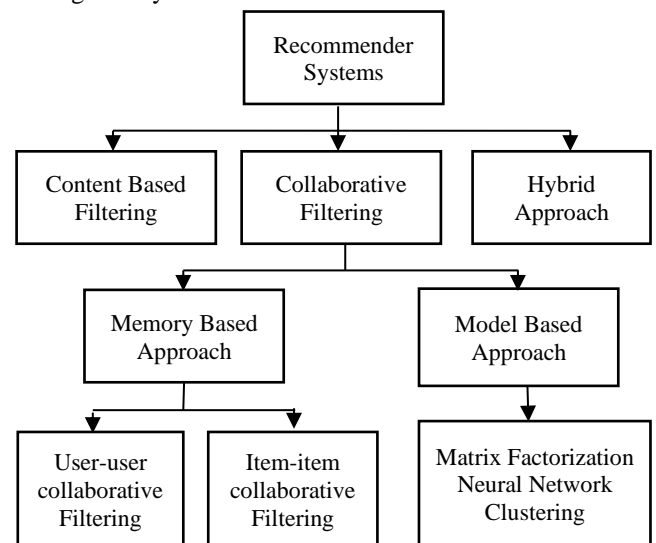 Recommender
Systems
Content Based
Filtering
Collaborative
Filtering
Hybrid
Approach
Memory Based
Approach
Model Based
Approach
User-user
collaborative
Filtering
Item-item
collaborative
Filtering
Matrix Factorization
Neural Network
Clustering